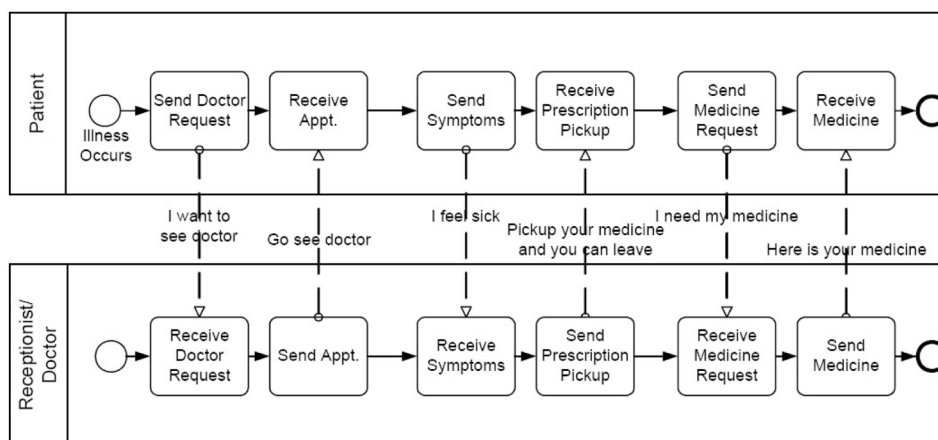 Patient
Illness
Occurs
Send Doctor
Request
Receive
Appt.
Send
Symptoms
Receive
Prescription
Pickup
Send
Medicine
Request
Receive
Medicine
I want to
see doctor
Go see doctor
I feel sick
Pickup your medicine
and you can leave
I need my medicine
Here is your medicine
Receptionist/
Doctor
Receive
Doctor
Request
Send Appt.
Receive
Symptoms
Send
Prescription
Pickup
Receive
Medicine
Request
Send
Medicine